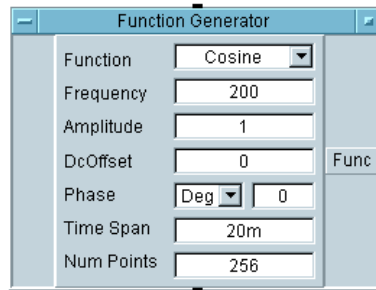 Function Generator
Function Cosine
Frequency 200
Amplitude 1
DcOffset 0 Func
Phase Deg 0
Time Span 20m
Num Points 256